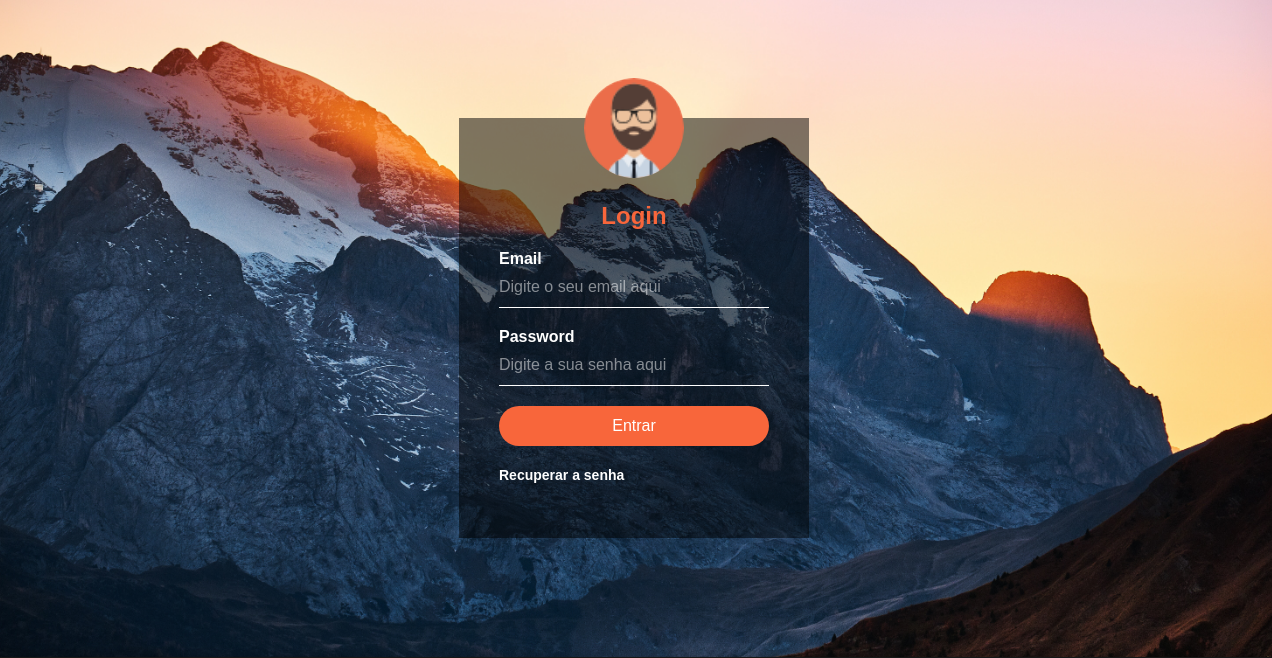 Login
Email
Digite o seu email aqui
Password
Digite a sua senha aqui
Entrar
Recuperar a senha